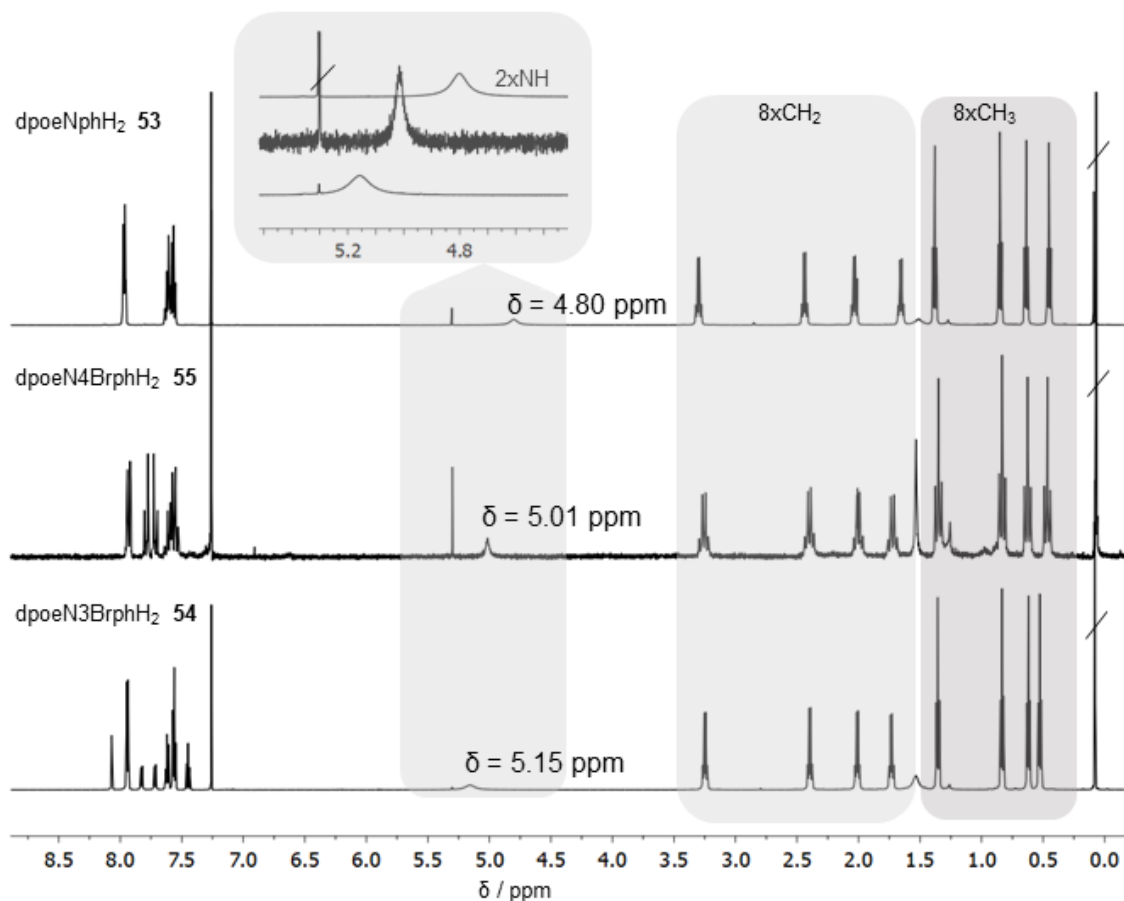 2xNH
5.2 4.8
8xCH₂
8xCH₃
dpoeNphH₂ 53
δ = 4.80 ppm
dpoeN4BrphH₂ 55
δ = 5.01 ppm
dpoeN3BrphH₂ 54
δ = 5.15 ppm
8.5 8.0 7.5 7.0 6.5 6.0 5.5 5.0 4.5 4.0 3.5 3.0 2.5 2.0 1.5 1.0 0.5 0.0
δ / ppm